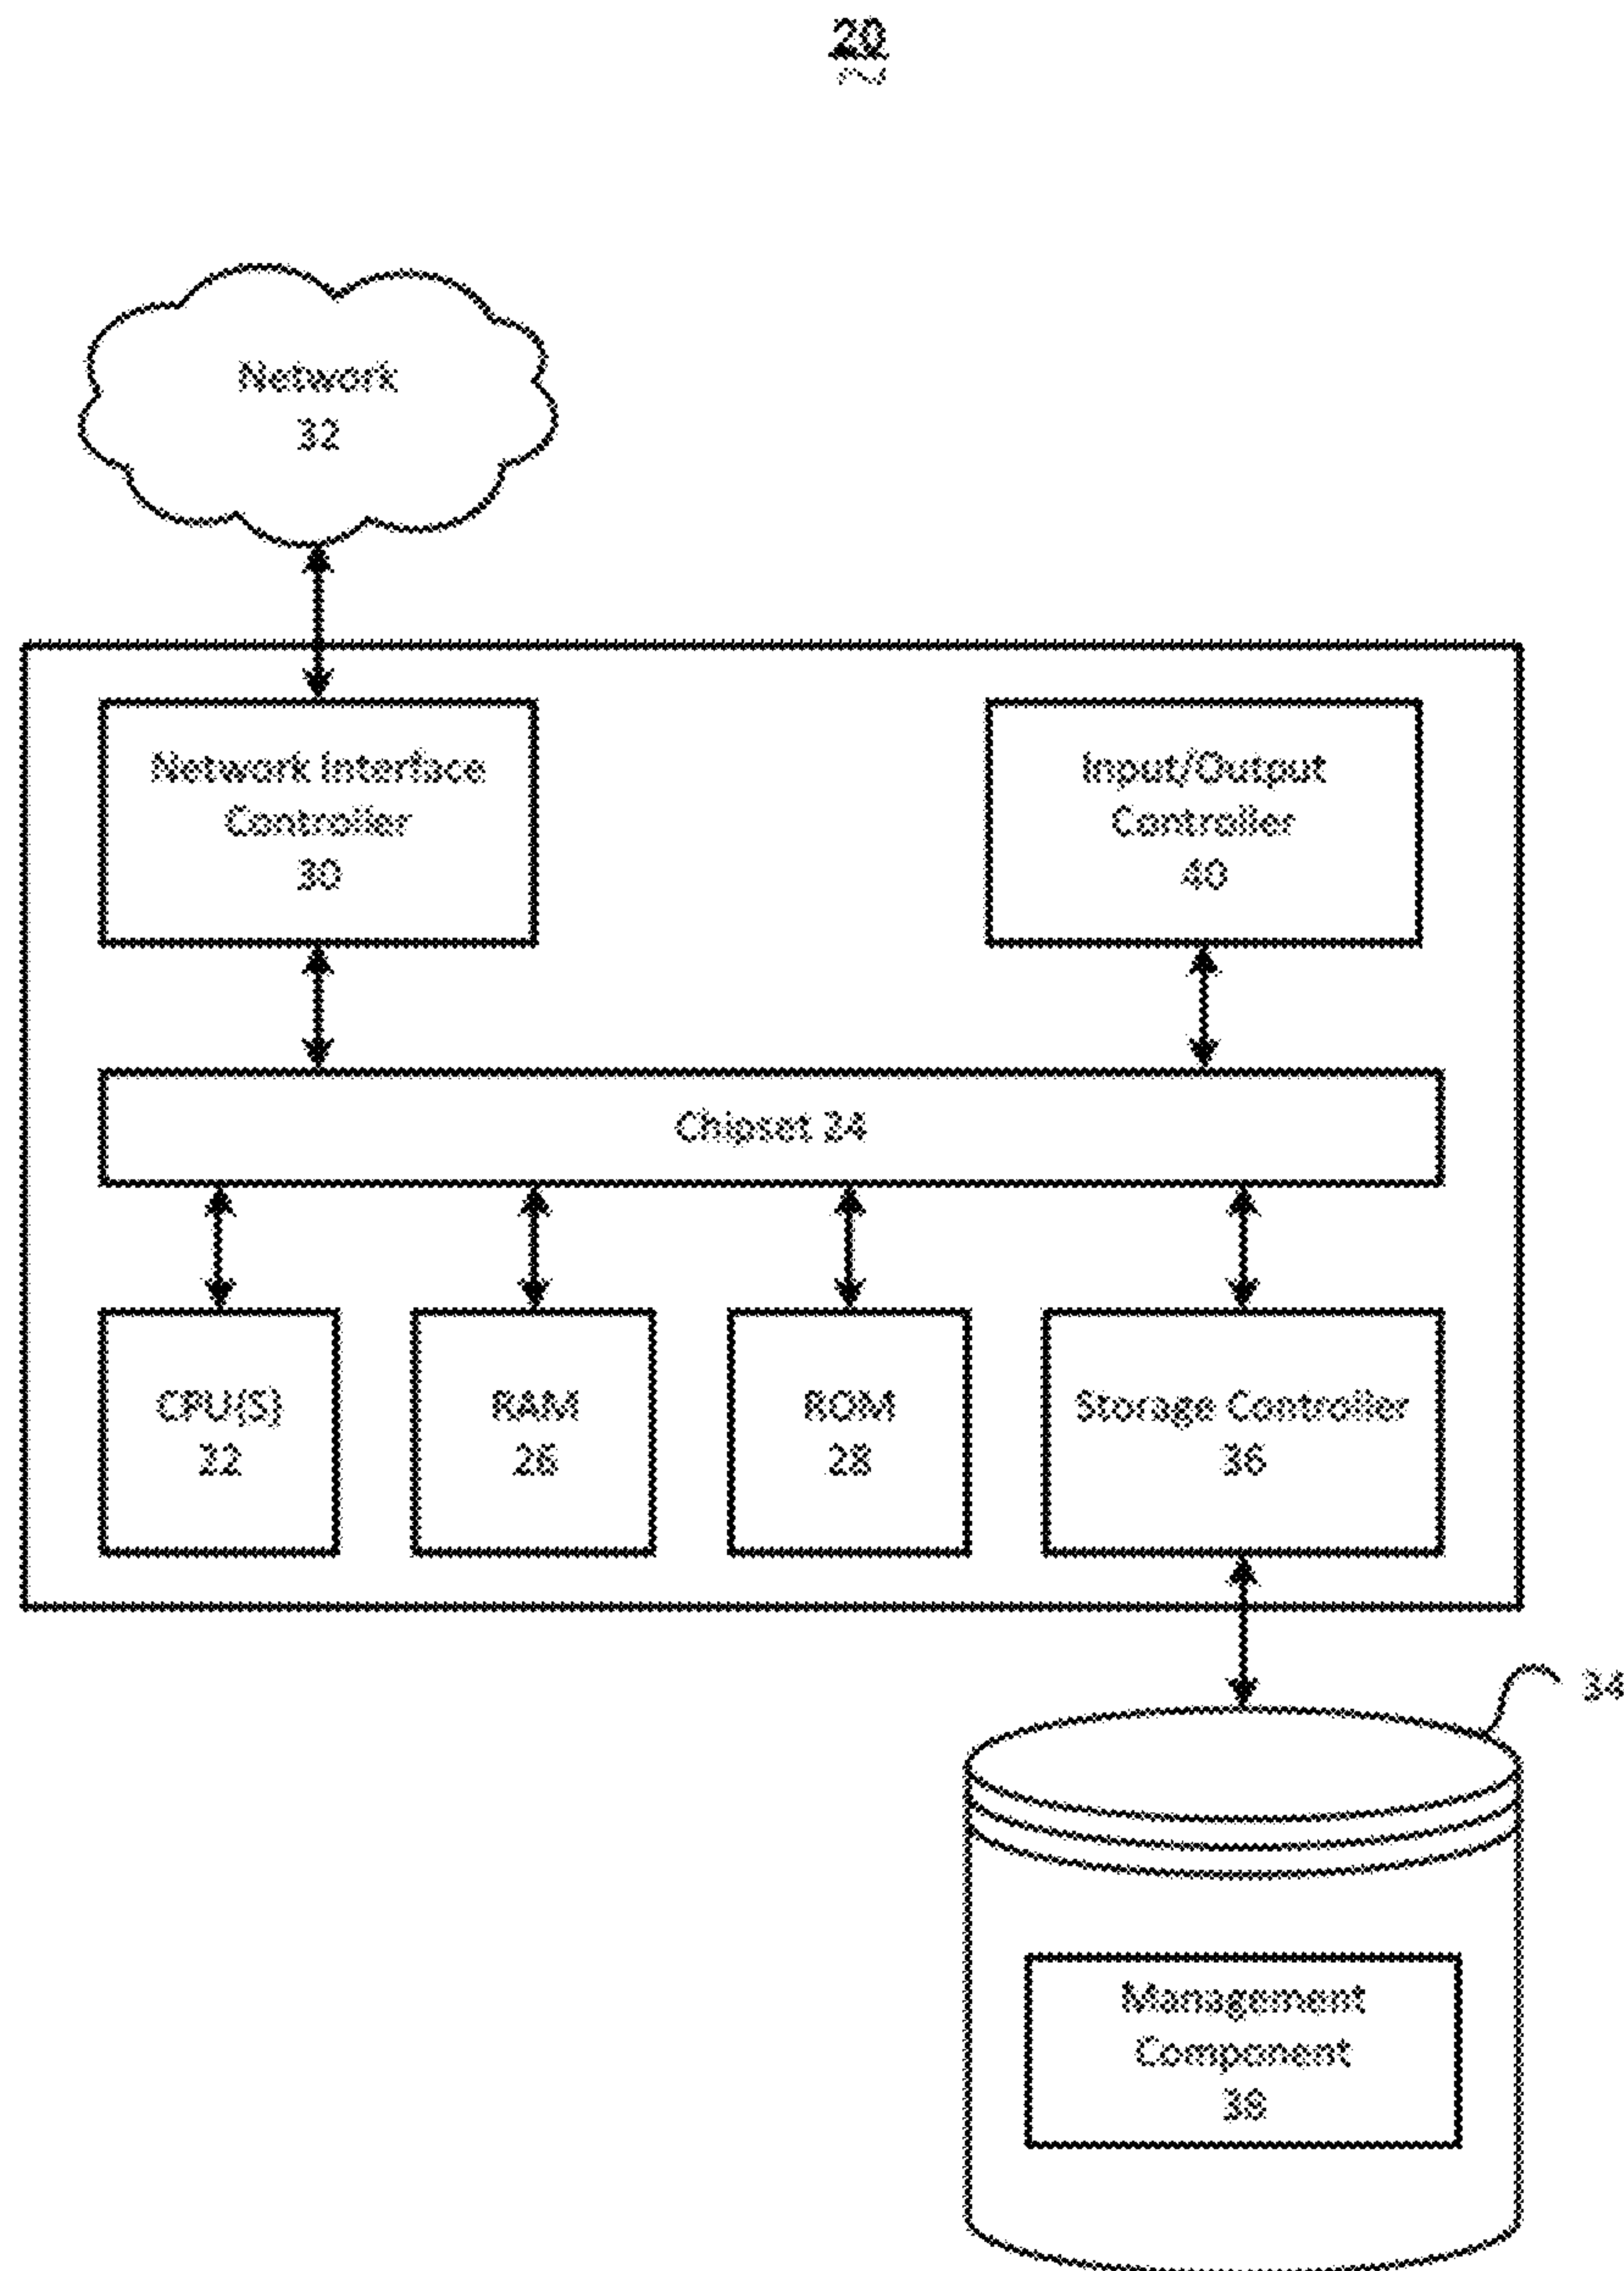 20
Network
32
Network Interface
Controller
30
Input/Output
Controller
40
Chipset 24
CPU(S)
22
RAM
26
ROM
28
Storage Controller
36
34
Management
Component
38